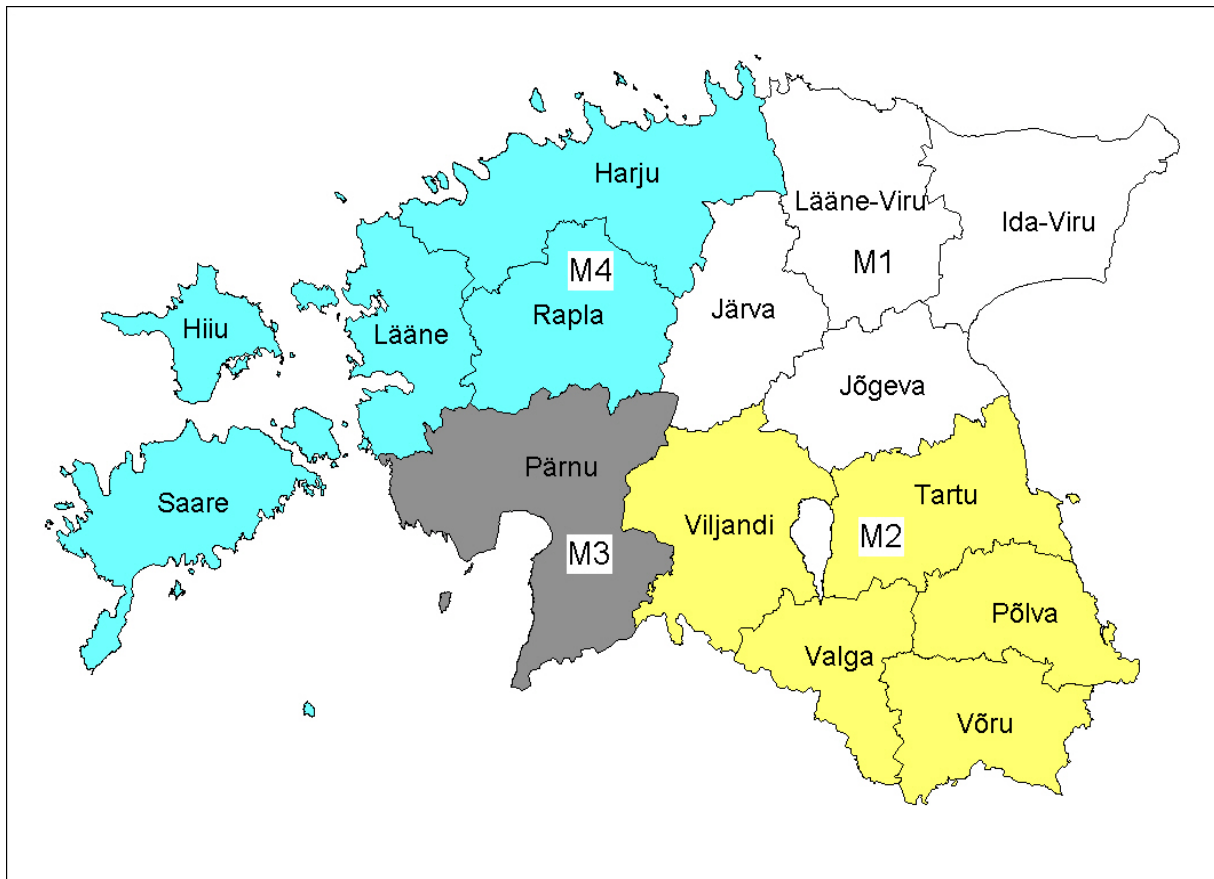 Harju
Lääne-Viru
Ida-Viru
M1
M4
Järva
Rapla
Hiiu
Lääne
Jõgeva
Pärnu
Saare
Tartu
Viljandi
M2
M3
Põlva
Valga
Võru